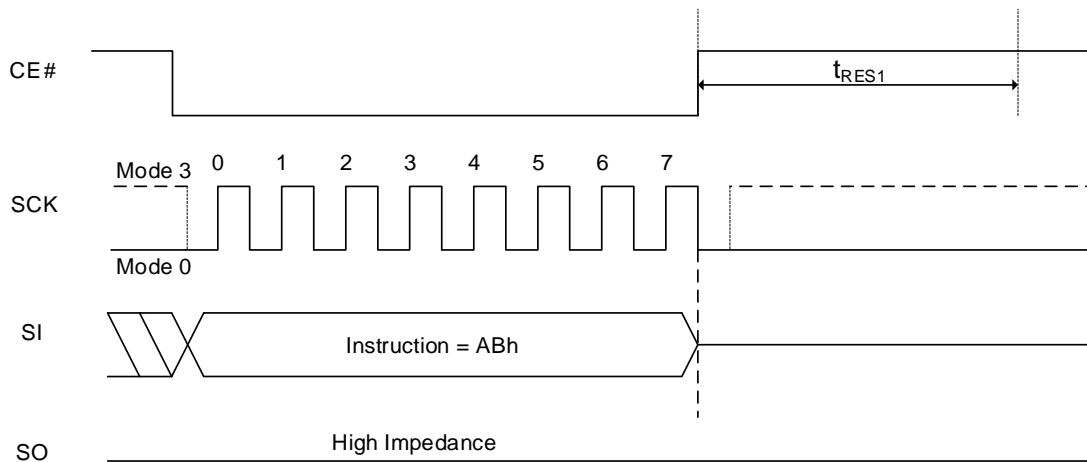 CE#
tRES1
Mode 3
0 1 2 3 4 5 6 7
SCK
Mode 0
SI
Instruction = ABh
High Impedance
SO